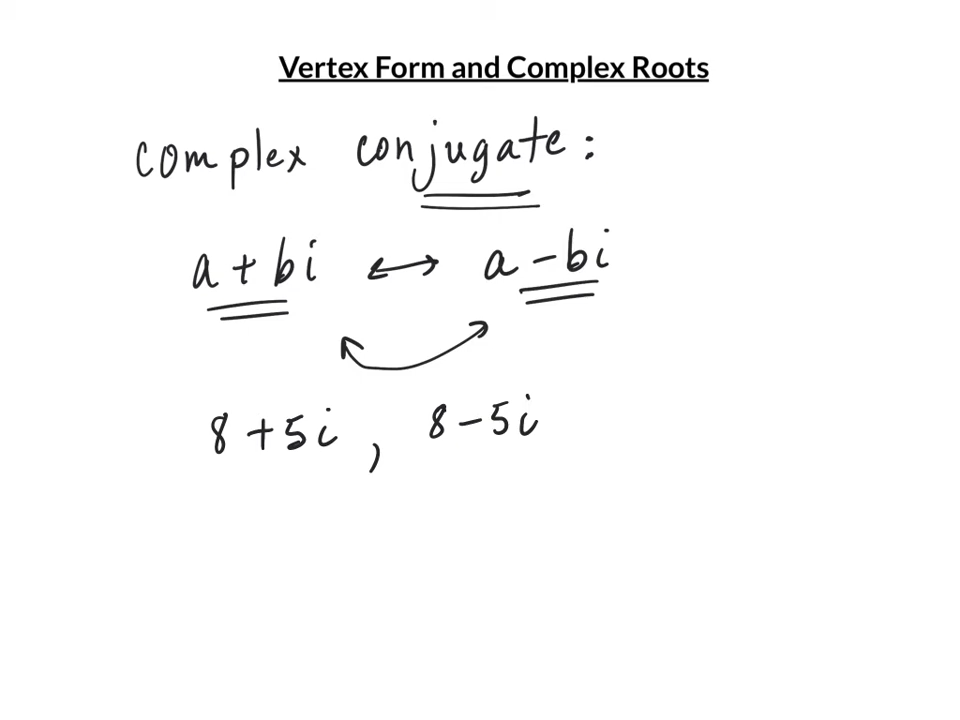 Vertex Form and Complex Roots
complex conjugate:
a + bi ↔ a - bi
8 + 5i , 8 - 5i